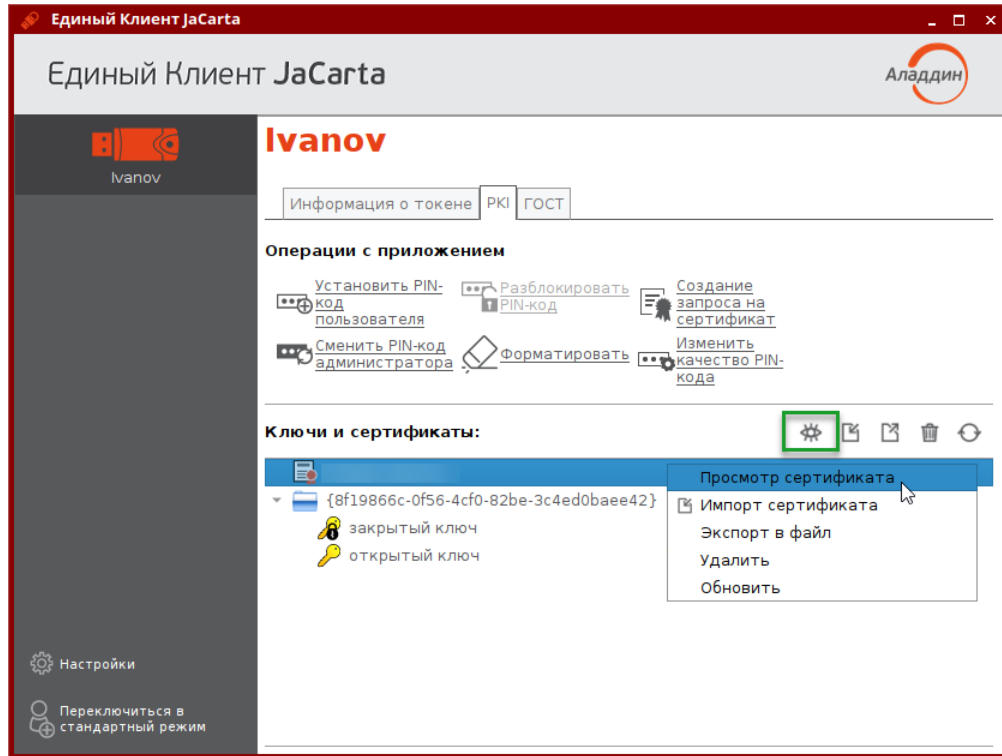 Единый Клиент JaCarta
Единый Клиент JaCarta
Аладдин
Ivanov
Ivanov
Информация о токене PKI ГОСТ
Операции с приложением
Установить PIN-
код
пользователя
Разблокировать
PIN-код
Создание
запроса на
сертификат
Сменить PIN-код
администратора
Форматировать
Изменить
качество PIN-
кода
Ключи и сертификаты:
{8f19866c-0f56-4cf0-82be-3c4ed0baee42}
закрытый ключ
открытый ключ
Просмотр сертификата
Импорт сертификата
Экспорт в файл
Удалить
Обновить
Настройки
Переключиться в
стандартный режим